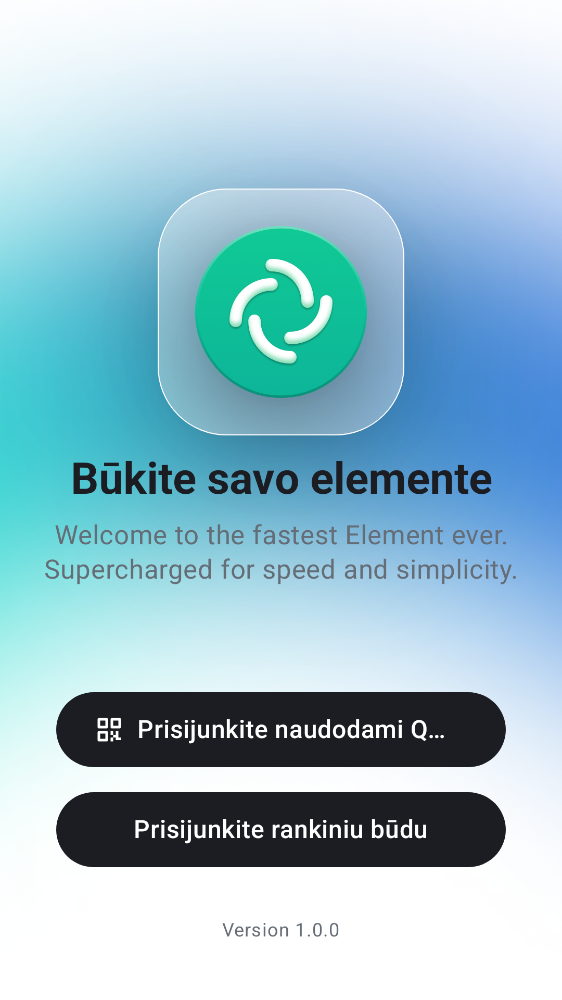 Būkite savo elemente
Welcome to the fastest Element ever.
Supercharged for speed and simplicity.
Prisijunkite naudodami Q...
Prisijunkite rankiniu būdu
Version 1.0.0